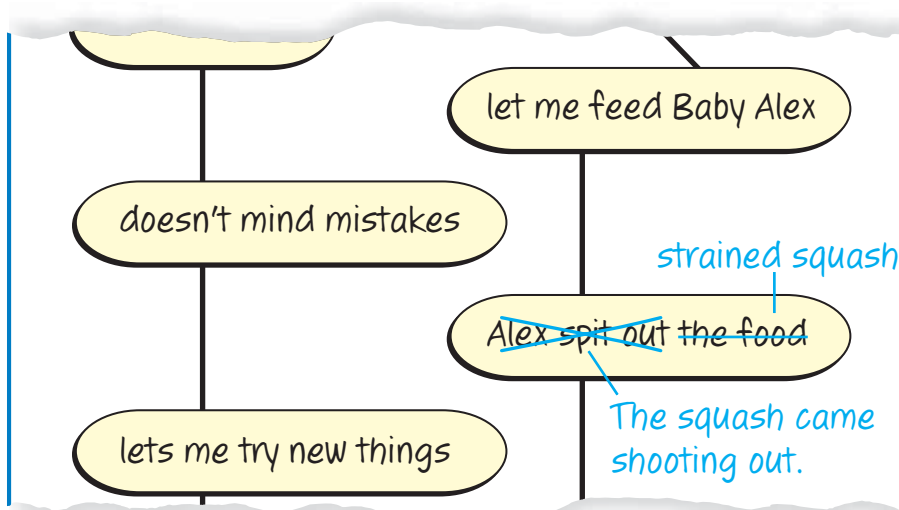 let me feed Baby Alex
doesn't mind mistakes
strained squash
Alex spit out the food
The squash came
shooting out.
lets me try new things